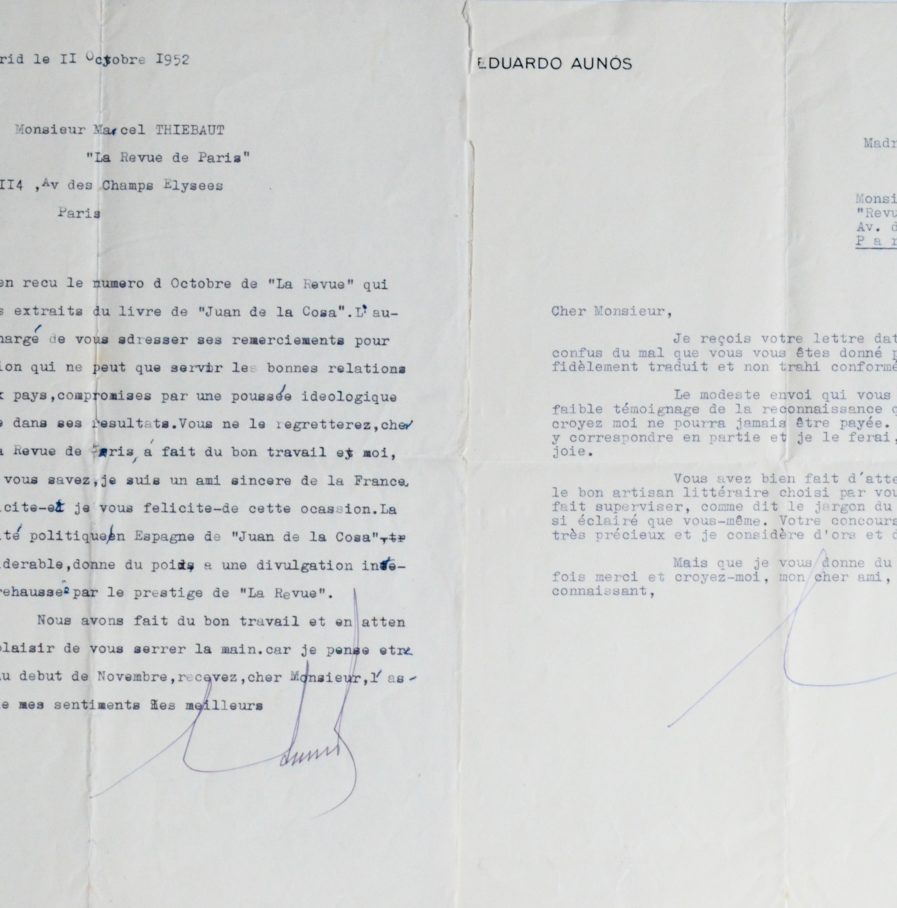 rid le II Octobre I952
Monsieur Marcel THIEBAUT
"La Revue de Paris"
II4 ,Av des Champs Elysees
Paris
en recu le numero d Octobre de "La Revue" qui
s extraits du livre de "Juan de la Cosa".L'au-
hargé de vous adresser ses remerciements pour
ion qui ne peut que servir les bonnes relations
x pays,compromises par une poussée ideologique
e dans ses resultats.Vous ne le regretterez,cher
a Revue de Paris á fait du bon travail et moi,
vous savez,je suis un ami sincere de la France,
icite-et je vous felicite-de cette ocassion.La
ité politique en Espagne de "Juan de la Cosa",tr
iderable,donne du poids a une divulgation inte-
rehaussé par le prestige de "La Revue".
Nous avons fait du bon travail et en atten
plaisir de vous serrer la main.car je pense etre
au debut de Novembre,recevez,cher Monsieur,l'as-
e mes sentiments les meilleurs
EDUARDO AUNÓS
Madr
Monsi
"Revu
Av. d
P a r
Cher Monsieur,
Je reçois votre lettre dat
confus du mal que vous vous êtes donné p
fidèlement traduit et non trahi conformé
Le modeste envoi qui vous
faible témoignage de la reconnaissance q
croyez moi ne pourra jamais être payée.
y correspondre en partie et je le ferai,
joie.
Vous avez bien fait d'atte
le bon artisan littéraire choisi par vou
fait superviser, comme dit le jargon du
si éclairé que vous-même. Votre concours
très précieux et je considère d'ors et d
Mais que je vous donne du
fois merci et croyez-moi, mon cher ami,
connaissant,